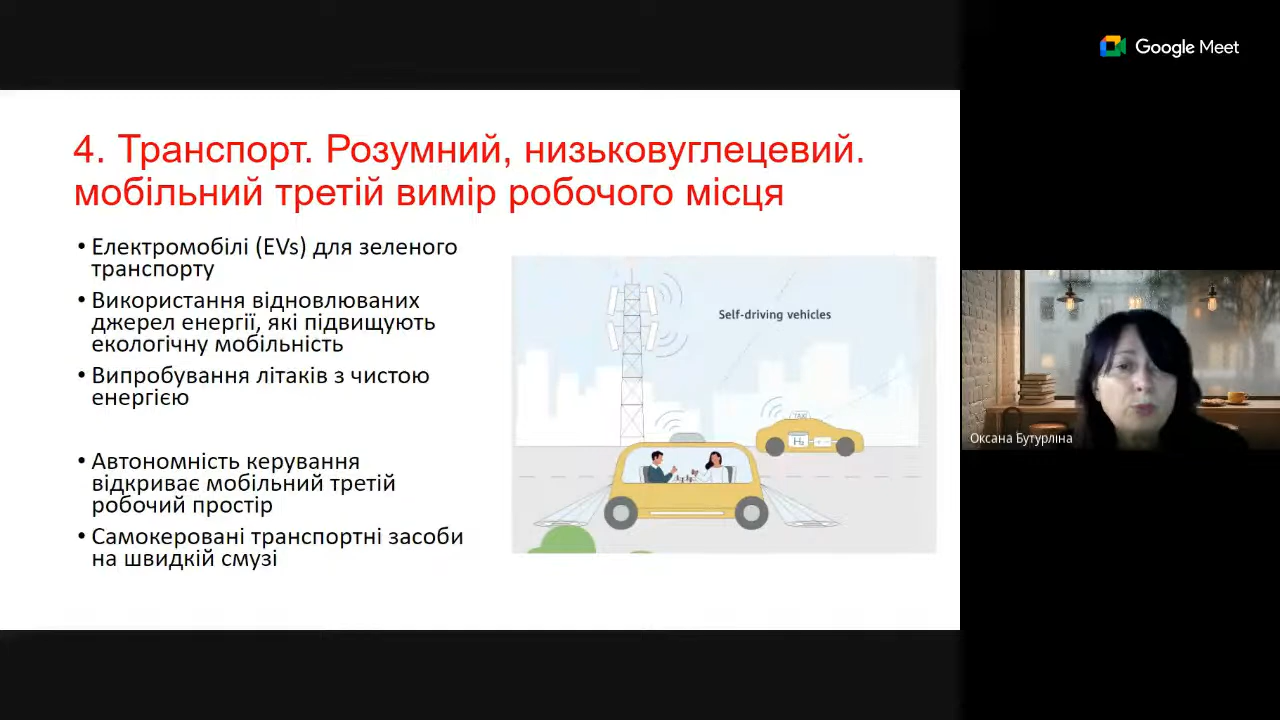 Google Meet
4. Транспорт. Розумний, низьковуглецевий.
мобільний третій вимір робочого місця
• Електромобілі (EVs) для зеленого
транспорту
• Використання відновлюваних
джерел енергії, які підвищують
екологічну мобільність
• Випробування літаків з чистою
енергією
• Автономність керування
відкриває мобільний третій
робочий простір
• Самокеровані транспортні засоби
на швидкій смузі
Self-driving vehicles
TAXI
H₂
Оксана Бутурліна